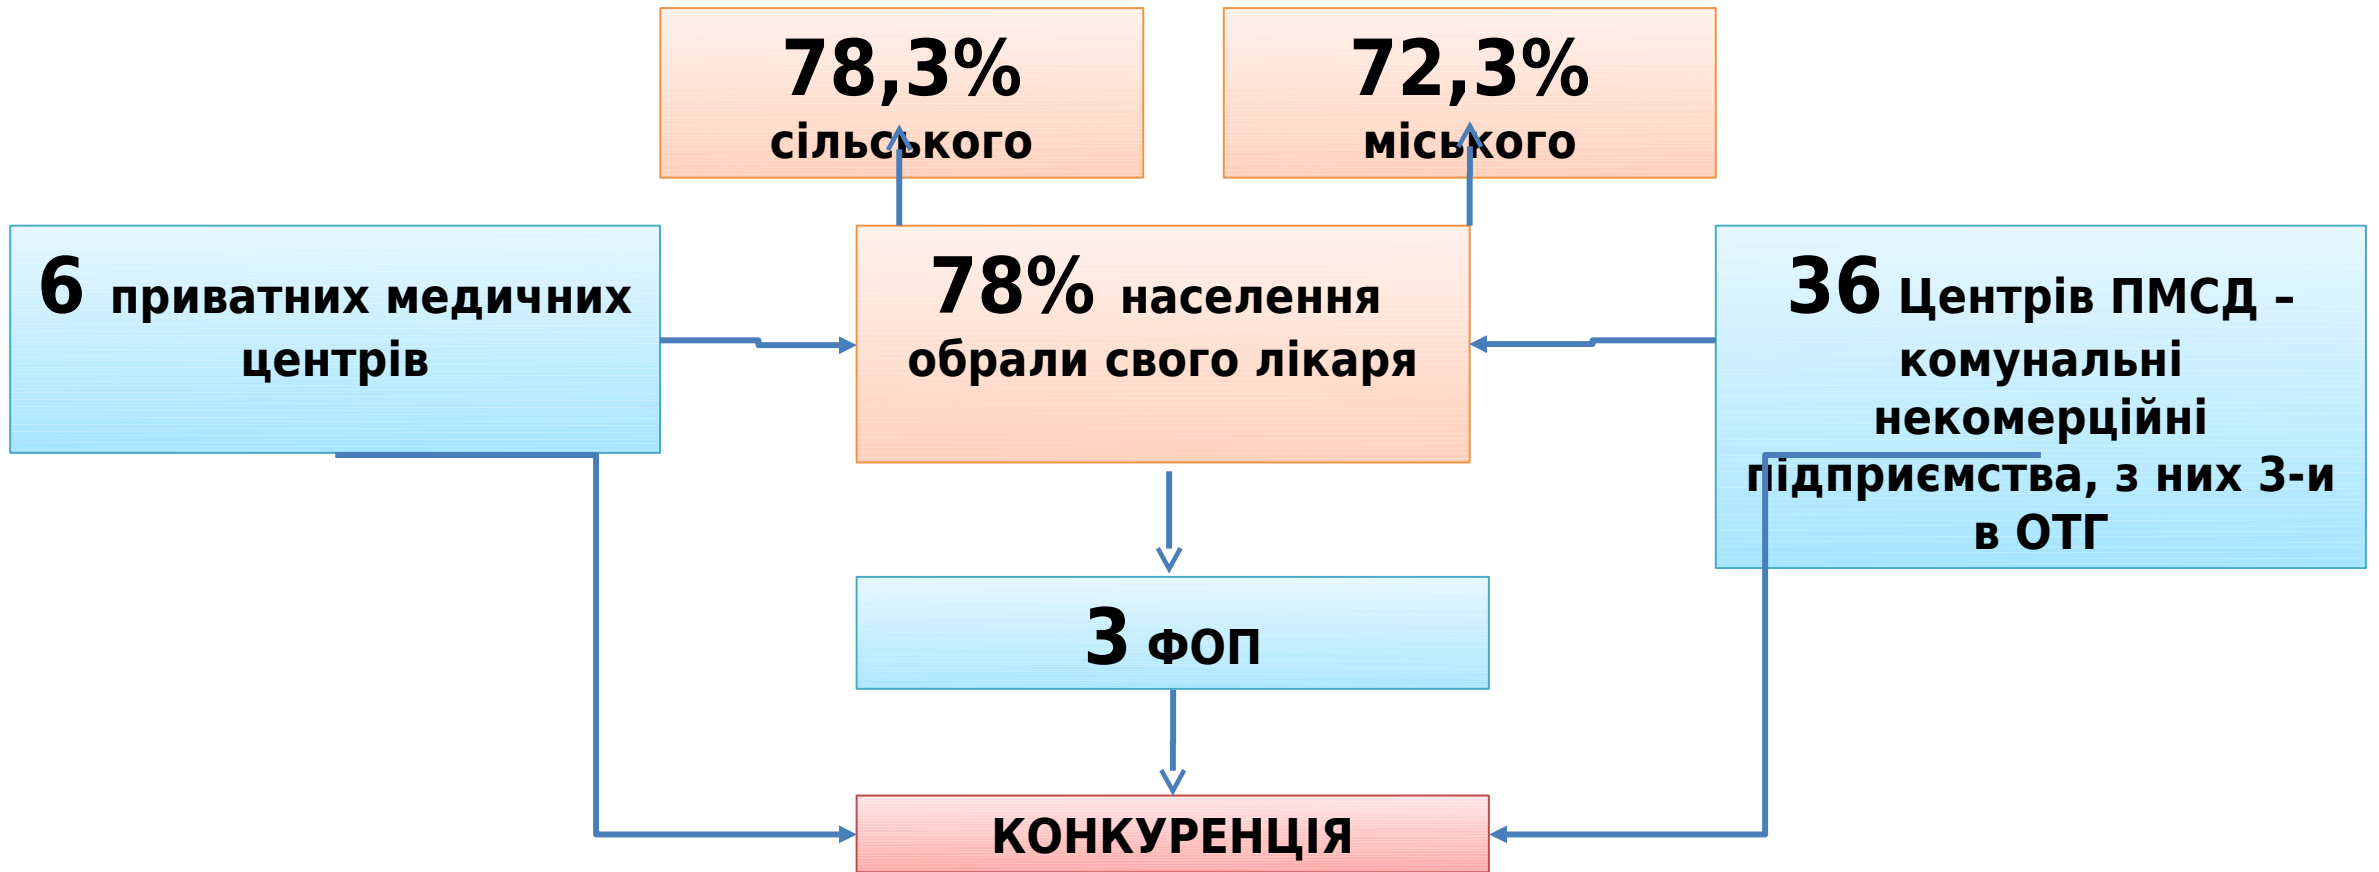 78,3%
сільського
72,3%
міського
6 приватних медичних
центрів
78% населення
обрали свого лікаря
36 Центрів ПМСД –
комунальні
некомерційні
підприємства, з них 3-и
в ОТГ
3 ФОП
КОНКУРЕНЦІЯ